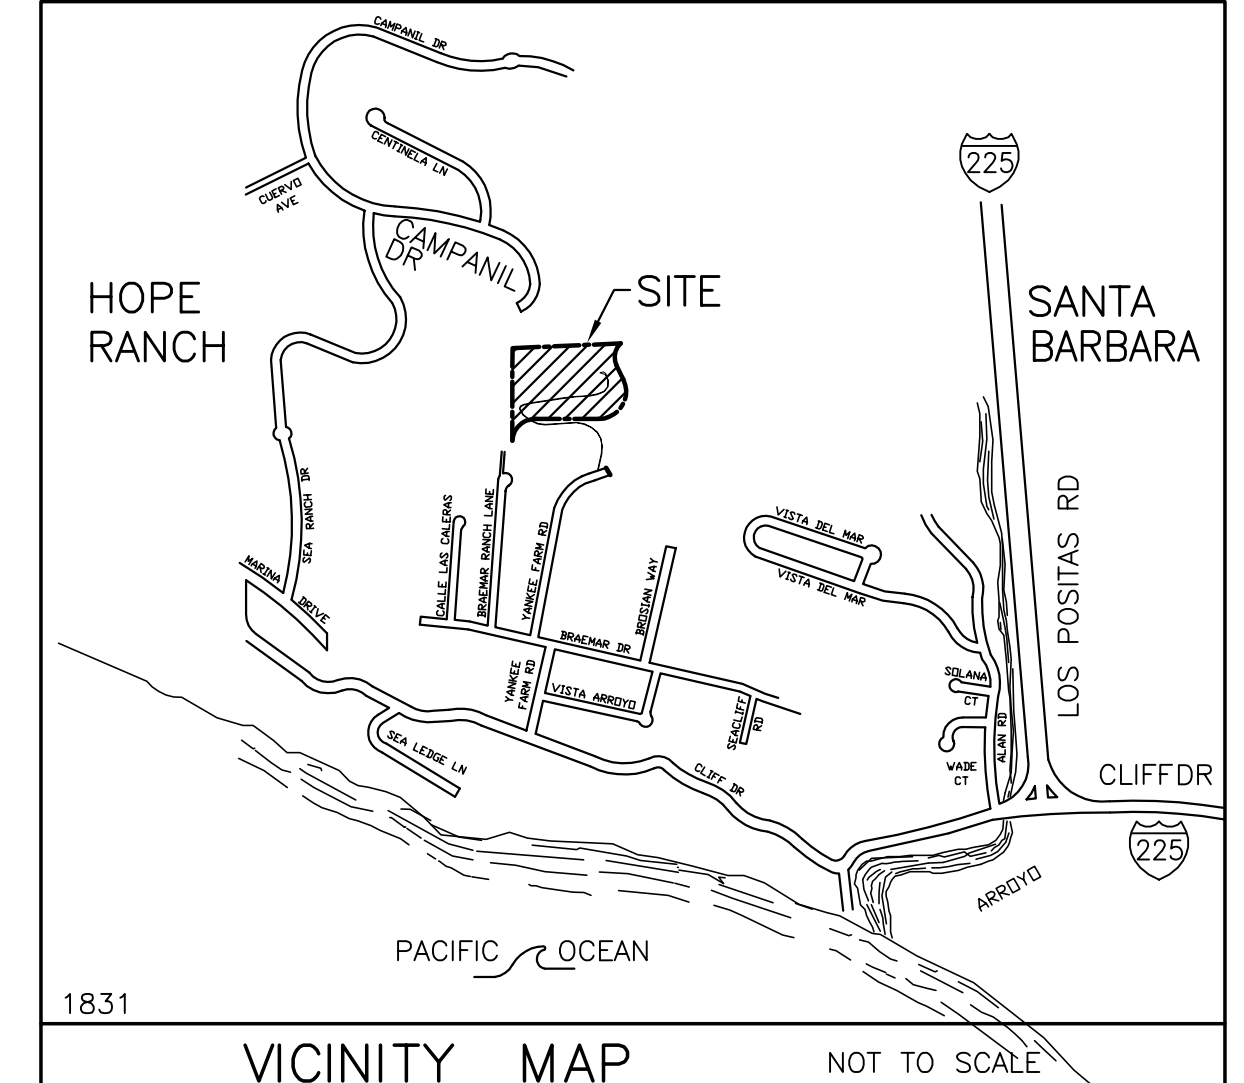 CAMPANIL DR
CENTINELA LN
CUERVO
AVE
225
CAMPANIL
DR
HOPE
RANCH
SITE
SANTA
BARBARA
SEA RANCH DR
LOS POSITAS RD
CALLE LAS CALERAS
BRAEMAR RANCH LANE
YANKEE FARM RD
VISTA DEL MAR
VISTA DEL MAR
BROSIAN WAY
MARINA
DRIVE
BRAEMAR DR
YANKEE
FARM RD
VISTA ARROYO
SEACLIFF
RD
SOLANA
CT
ALAN RD
WADE
CT
SEA LEDGE LN
CLIFF DR
CLIFF DR
225
ARROYO
PACIFIC OCEAN
1831
VICINITY MAP
NOT TO SCALE